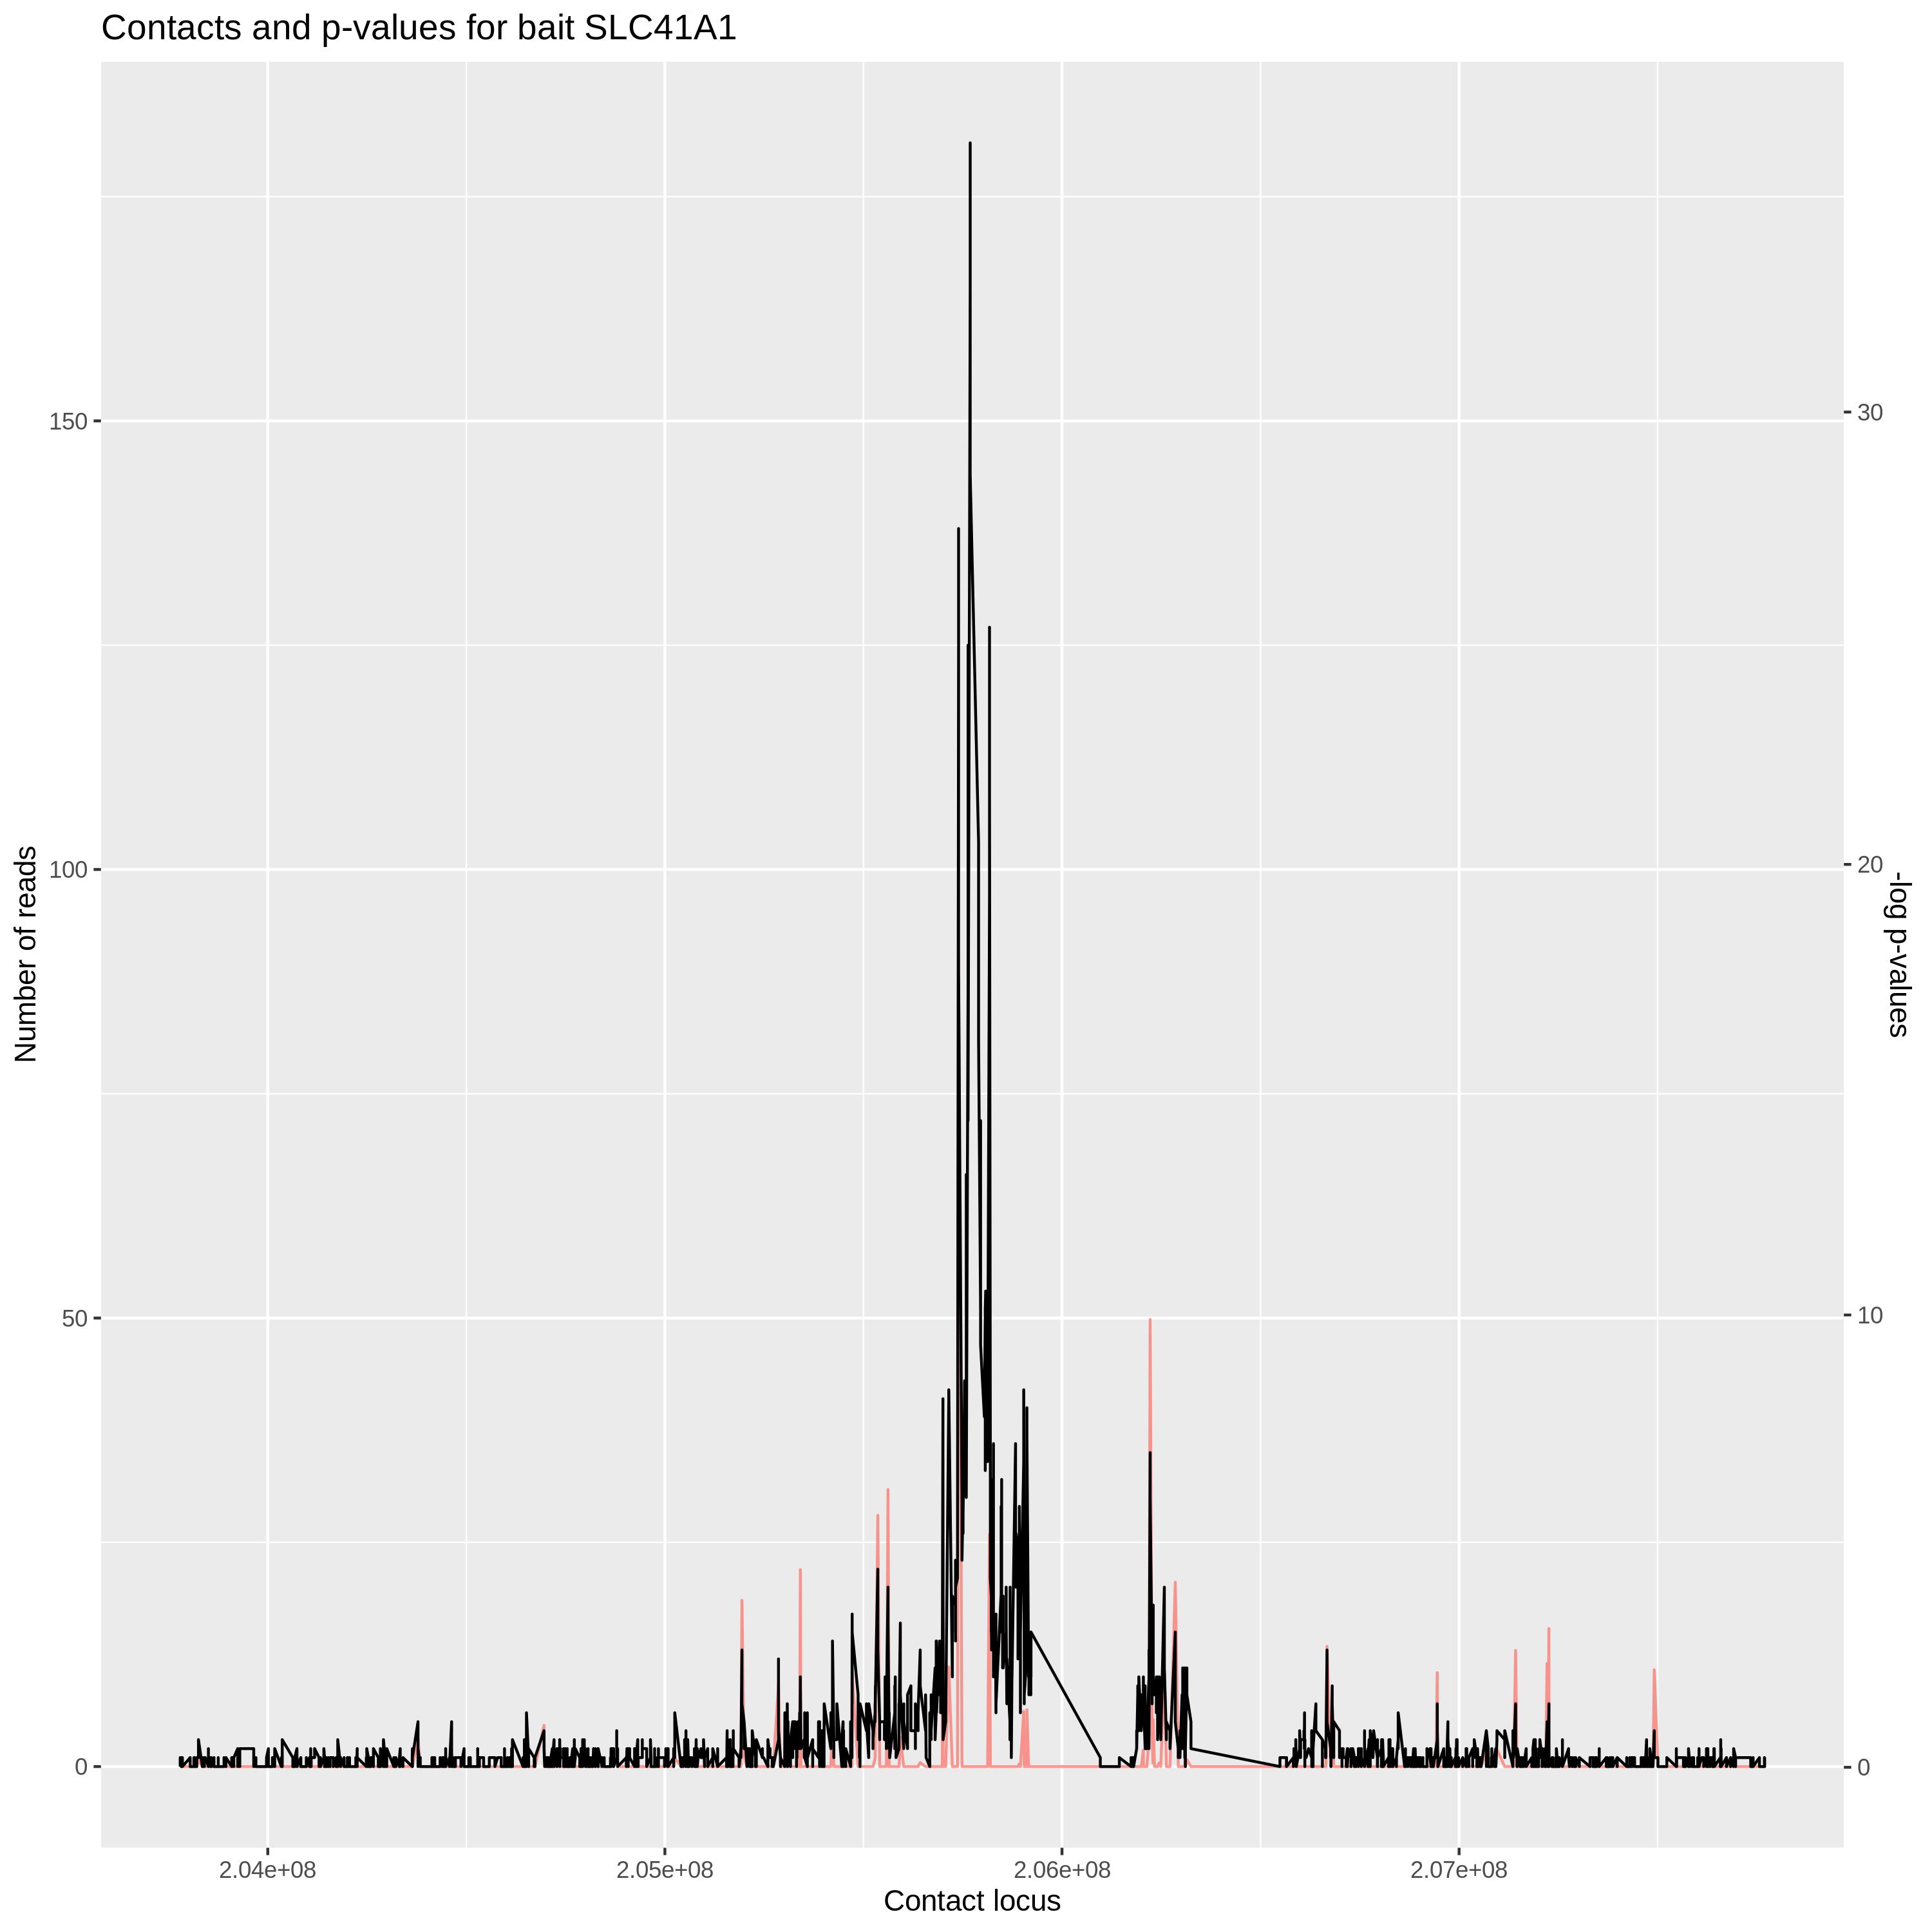 Contacts and p-values for bait SLC41A1
Number of reads
150
100
50
0
30
20
10
0
-log p-values
2.04e+08 2.05e+08 2.06e+08 2.07e+08
Contact locus